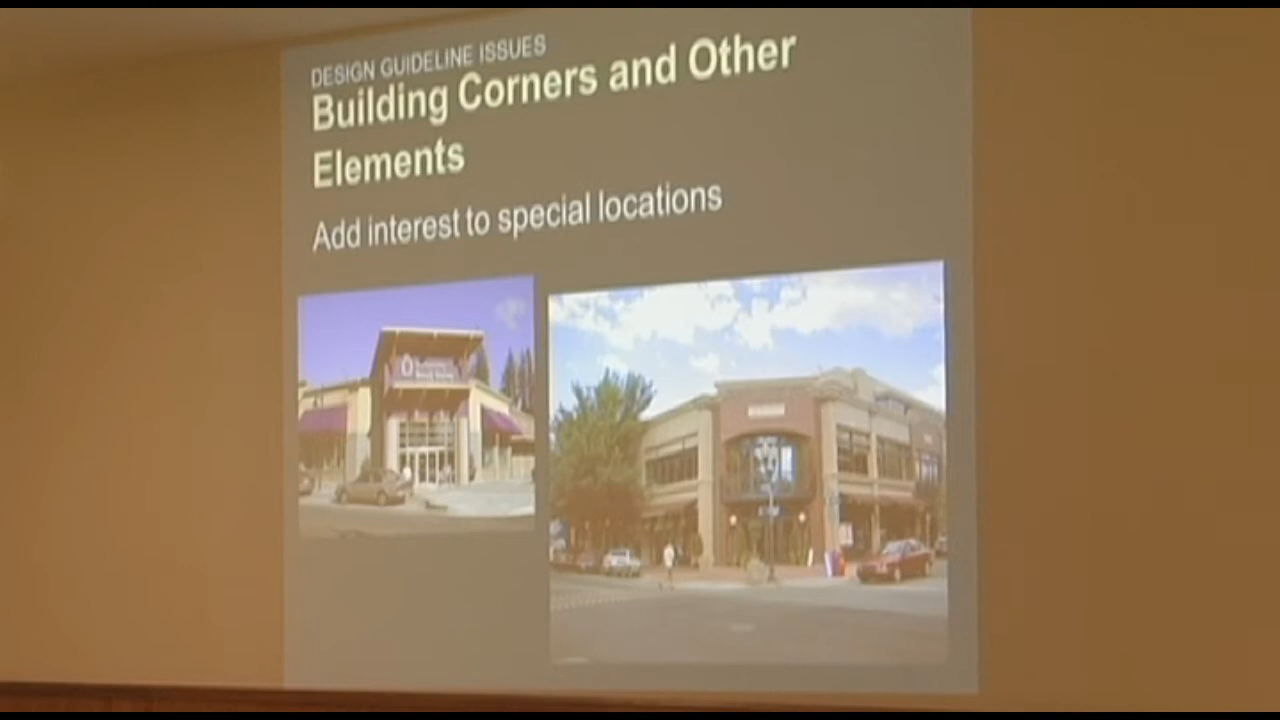 DESIGN GUIDELINE ISSUES
Building Corners and Other
Elements
Add interest to special locations